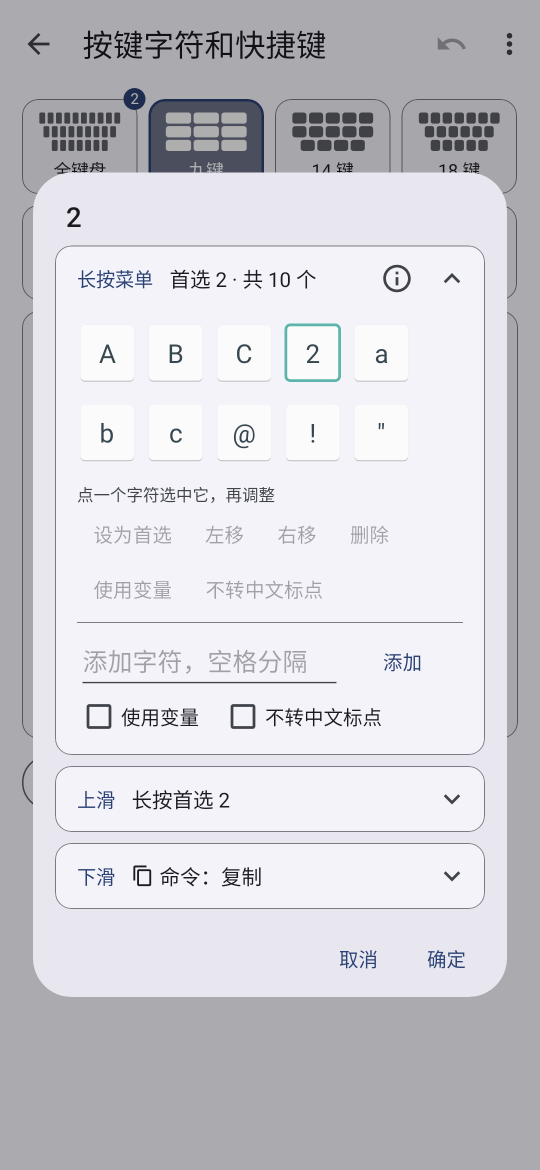 按键字符和快捷键
2
全键盘 九键 14 键 18 键
2
长按菜单 首选 2 · 共 10 个
A B C 2 a
b c @ ! "
点一个字符选中它，再调整
设为首选 左移 右移 删除
使用变量 不转中文标点
添加字符，空格分隔 添加
使用变量 不转中文标点
上滑 长按首选 2
下滑 命令：复制
取消 确定